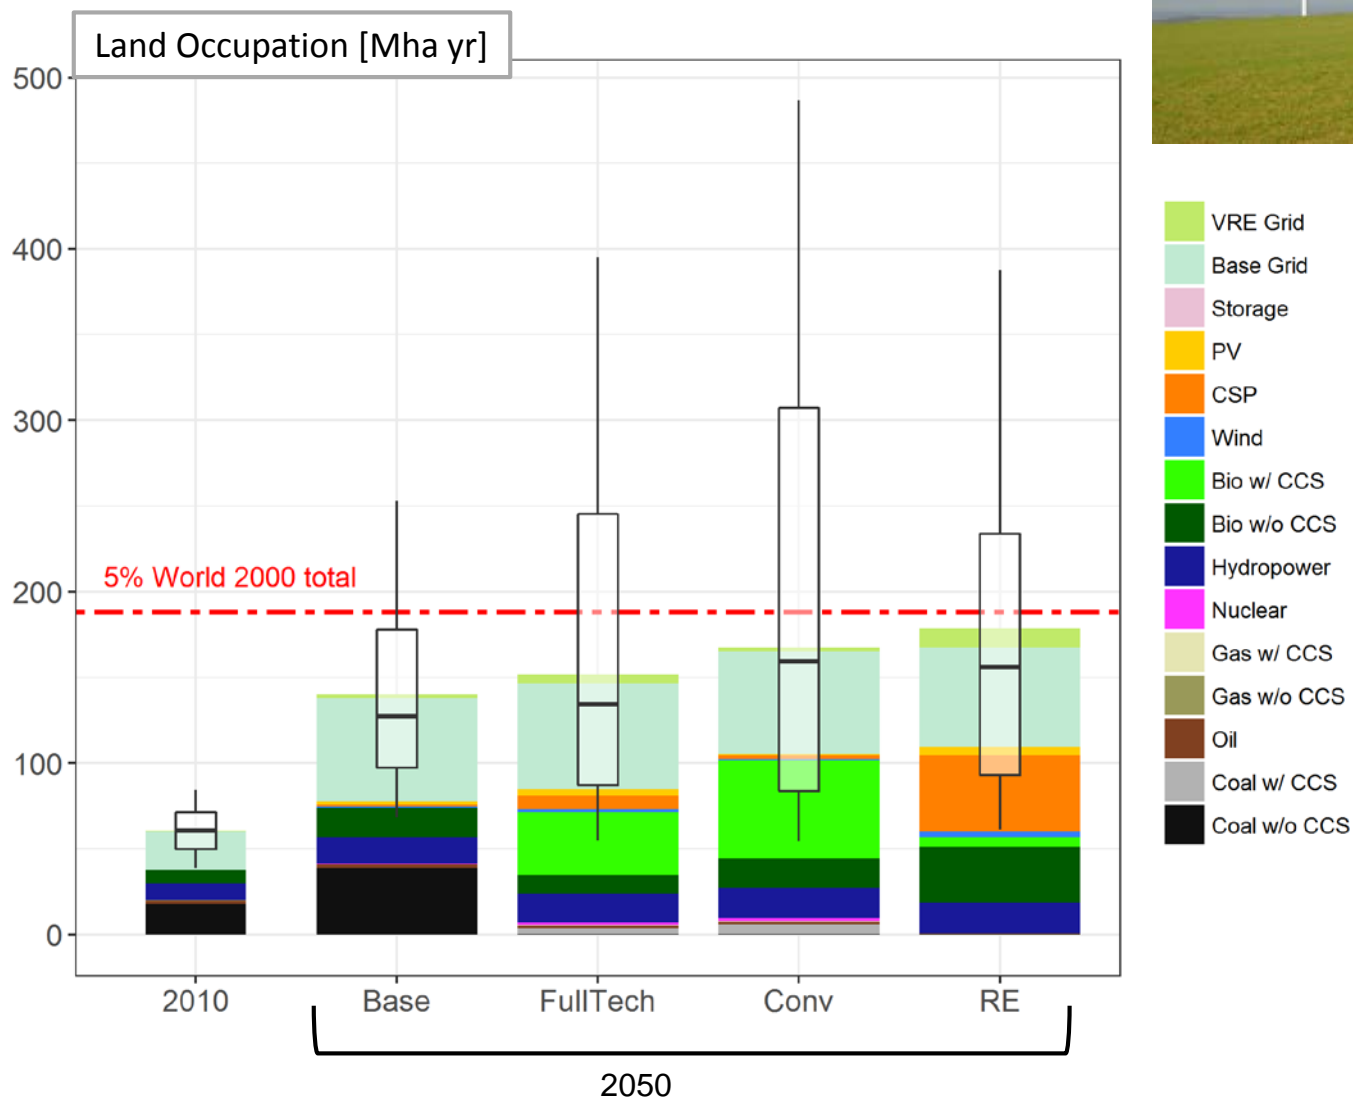 Land Occupation [Mha yr]
500
400
300
200
100
0
5% World 2000 total
2010
Base
FullTech
Conv
RE
2050
VRE Grid
Base Grid
Storage
PV
CSP
Wind
Bio w/ CCS
Bio w/o CCS
Hydropower
Nuclear
Gas w/ CCS
Gas w/o CCS
Oil
Coal w/ CCS
Coal w/o CCS